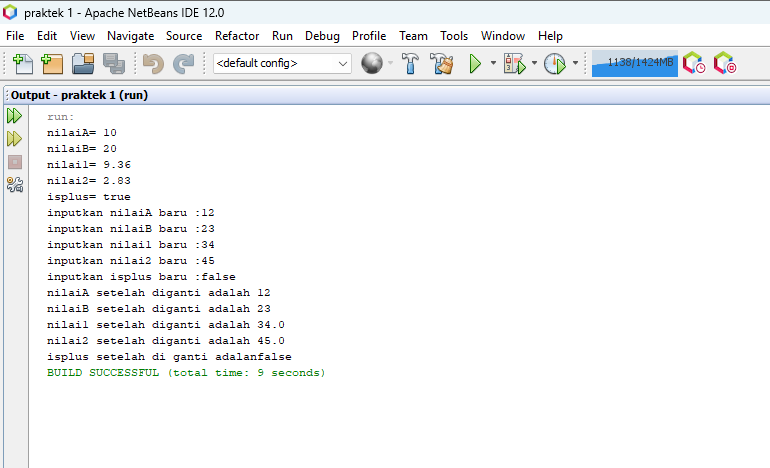 praktek 1 - Apache NetBeans IDE 12.0
File Edit View Navigate Source Refactor Run Debug Profile Team Tools Window Help
<default config> 1138/1424MB
Output - praktek 1 (run)
run:
nilaiA= 10
nilaiB= 20
nilai1= 9.36
nilai2= 2.83
isplus= true
inputkan nilaiA baru :12
inputkan nilaiB baru :23
inputkan nilai1 baru :34
inputkan nilai2 baru :45
inputkan isplus baru :false
nilaiA setelah diganti adalah 12
nilaiB setelah diganti adalah 23
nilai1 setelah diganti adalah 34.0
nilai2 setelah diganti adalah 45.0
isplus setelah di ganti adalanfalse
BUILD SUCCESSFUL (total time: 9 seconds)